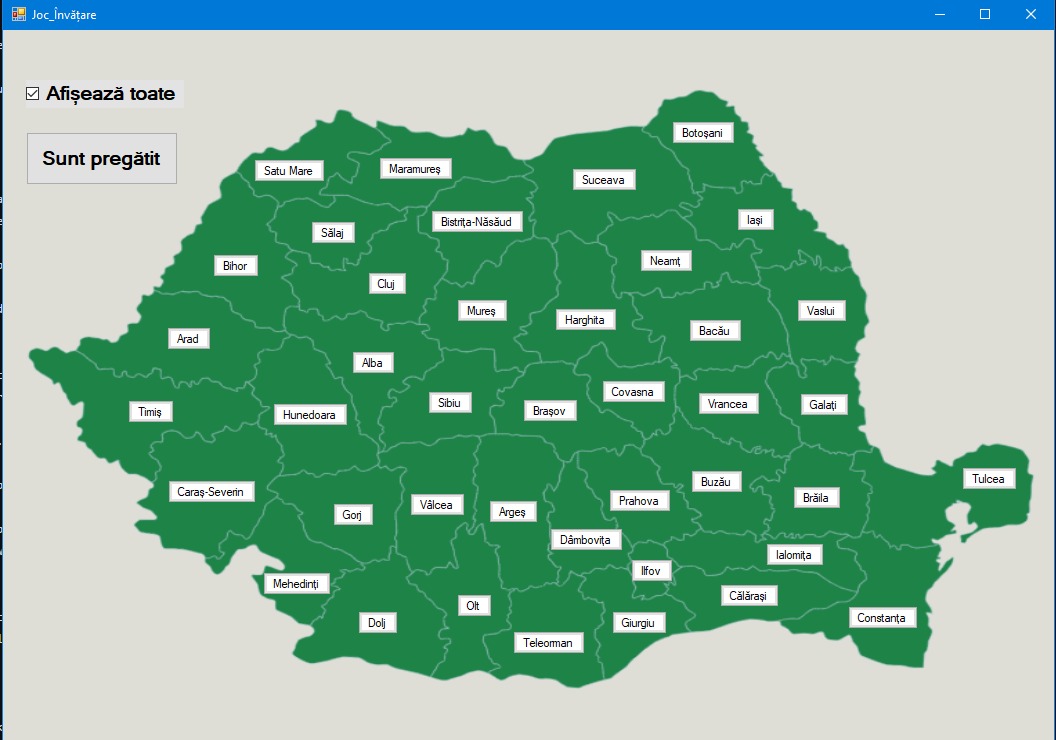 Joc_Învățare
Afișează toate
Sunt pregătit
Botoșani
Satu Mare
Maramureș
Suceava
Iași
Bistrița-Năsăud
Sălaj
Neamț
Bihor
Cluj
Mureș
Vaslui
Harghita
Bacău
Arad
Alba
Covasna
Sibiu
Vrancea
Galați
Timiș
Hunedoara
Brașov
Tulcea
Buzău
Caraș-Severin
Brăila
Prahova
Vâlcea
Argeș
Gorj
Dâmbovița
Ialomița
Ilfov
Mehedinți
Călărași
Olt
Constanța
Dolj
Giurgiu
Teleorman